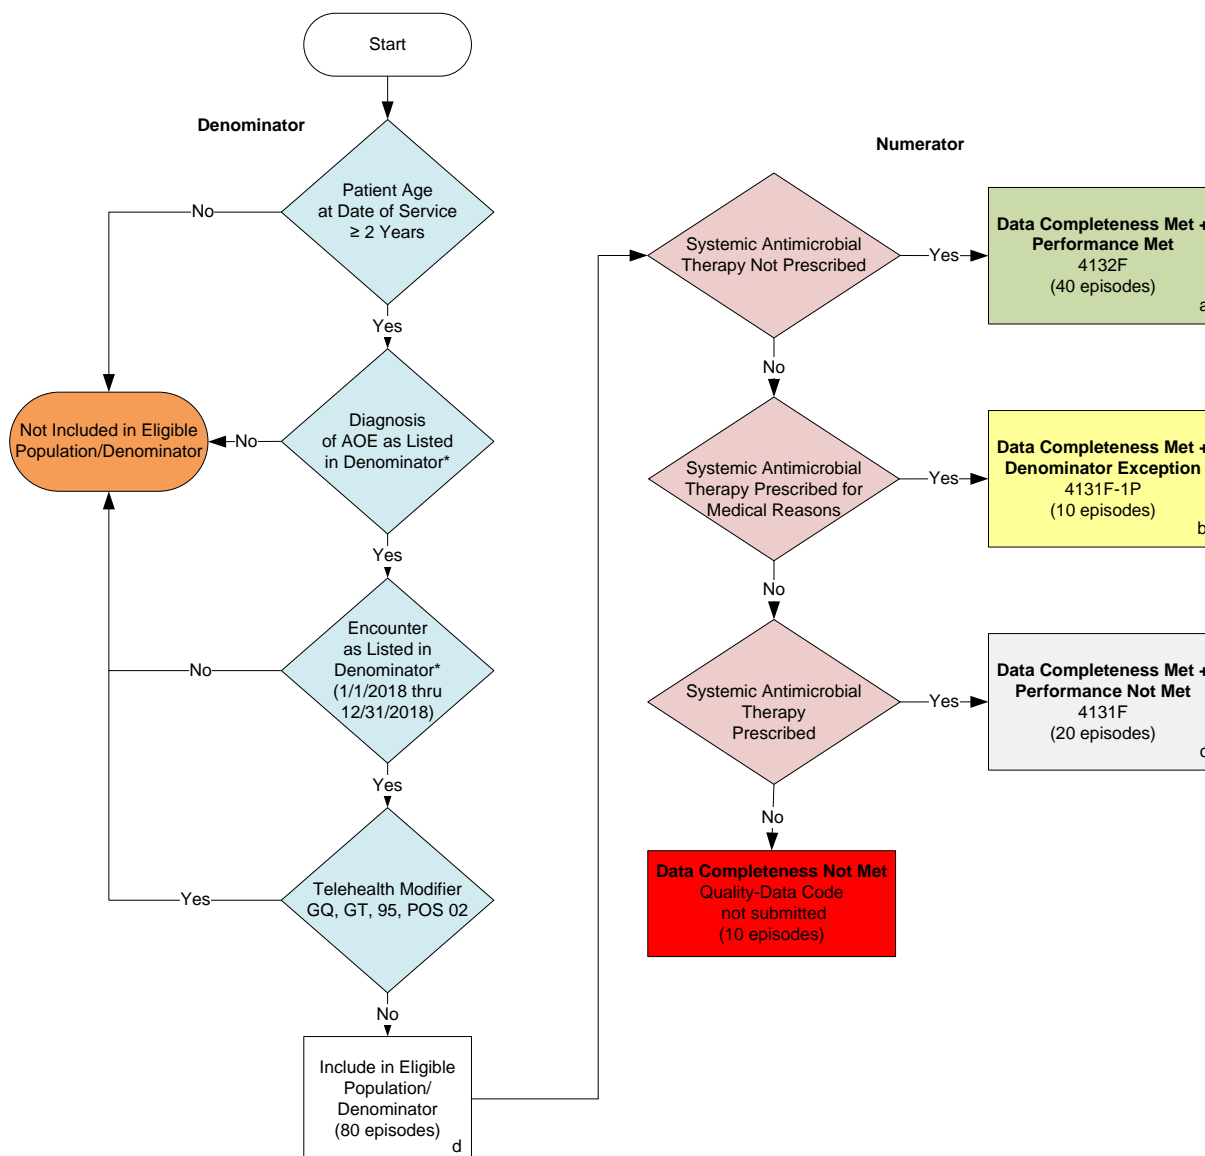 Start
Denominator
Patient Age
at Date of Service
≥ 2 Years
No
Yes
Diagnosis
of AOE as Listed
in Denominator*
No
Not Included in Eligible
Population/Denominator
Yes
Encounter
as Listed in
Denominator*
(1/1/2018 thru
12/31/2018)
No
Yes
Telehealth Modifier
GQ, GT, 95, POS 02
Yes
No
Include in Eligible
Population/
Denominator
(80 episodes)
d
Numerator
Systemic Antimicrobial
Therapy Not Prescribed
Yes
Data Completeness Met +
Performance Met
4132F
(40 episodes)
a
No
Systemic Antimicrobial
Therapy Prescribed for
Medical Reasons
Yes
Data Completeness Met +
Denominator Exception
4131F-1P
(10 episodes)
b
No
Systemic Antimicrobial
Therapy
Prescribed
Yes
Data Completeness Met +
Performance Not Met
4131F
(20 episodes)
c
No
Data Completeness Not Met
Quality-Data Code
not submitted
(10 episodes)